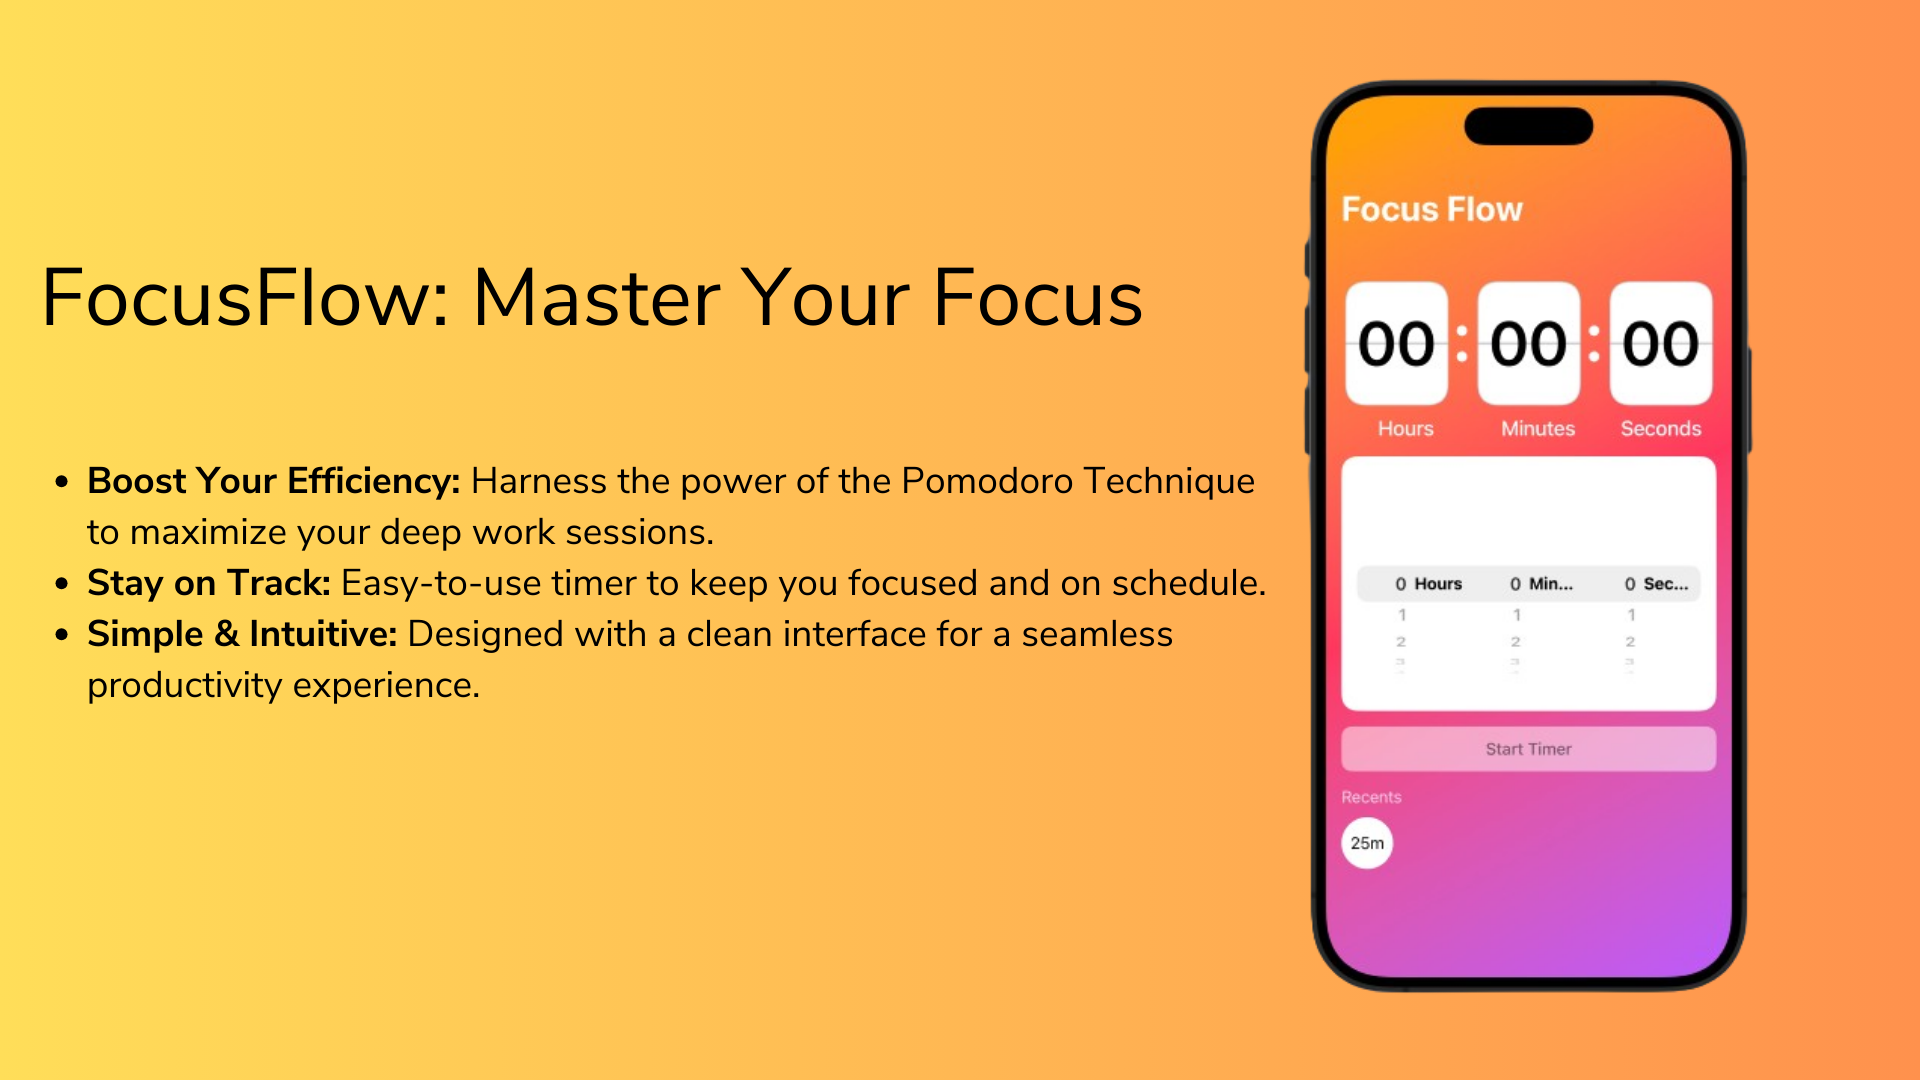 FocusFlow: Master Your Focus
• Boost Your Efficiency: Harness the power of the Pomodoro Technique
to maximize your deep work sessions.
• Stay on Track: Easy-to-use timer to keep you focused and on schedule.
• Simple & Intuitive: Designed with a clean interface for a seamless
productivity experience.
Focus Flow
00 : 00 : 00
Hours Minutes Seconds
0 Hours 0 Min... 0 Sec...
1 1 1
2 2 2
3 3 3
Start Timer
Recents
25m